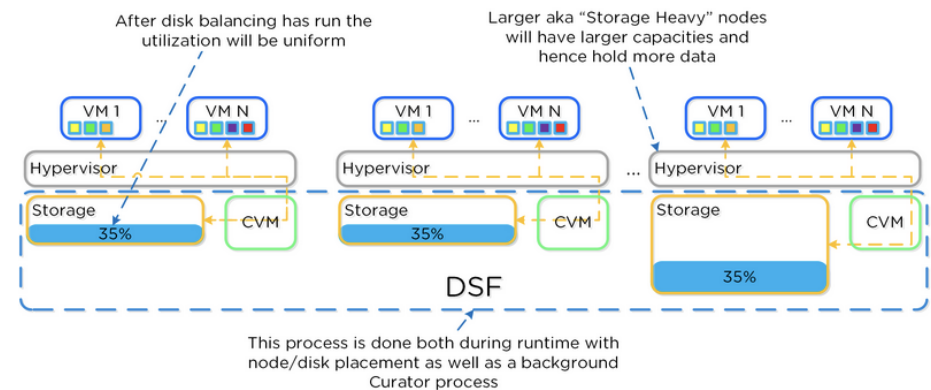 After disk balancing has run the
utilization will be uniform
Larger aka “Storage Heavy” nodes
will have larger capacities and
hence hold more data
VM 1
...
VM N
VM 1
...
VM N
VM 1
...
VM N
Hypervisor
Hypervisor
...
Hypervisor
Storage
35%
CVM
Storage
35%
CVM
Storage
35%
CVM
DSF
This process is done both during runtime with
node/disk placement as well as a background
Curator process